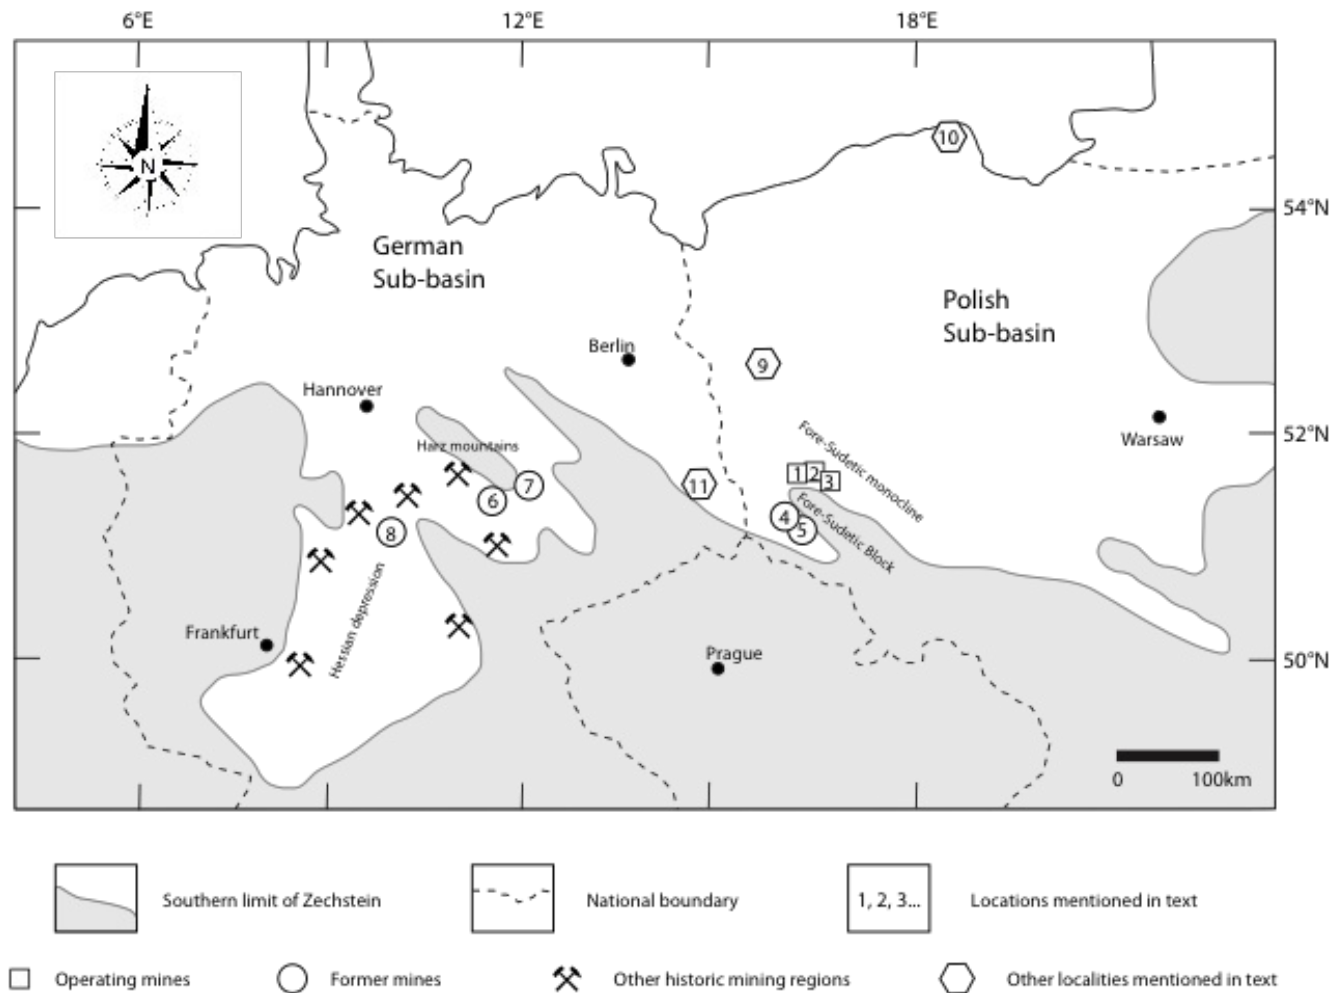 6°E
12°E
18°E
N
10
54°N
German
Sub-basin
Polish
Sub-basin
Berlin
9
Hannover
Warsaw
52°N
Harz mountains
Fore-Sudetic monocline
1
2
3
11
7
6
4
5
8
Fore-Sudetic Block
Hessian depression
Frankfurt
Prague
50°N
0
100km
Southern limit of Zechstein
National boundary
1, 2, 3...
Locations mentioned in text
Operating mines
Former mines
Other historic mining regions
Other localities mentioned in text